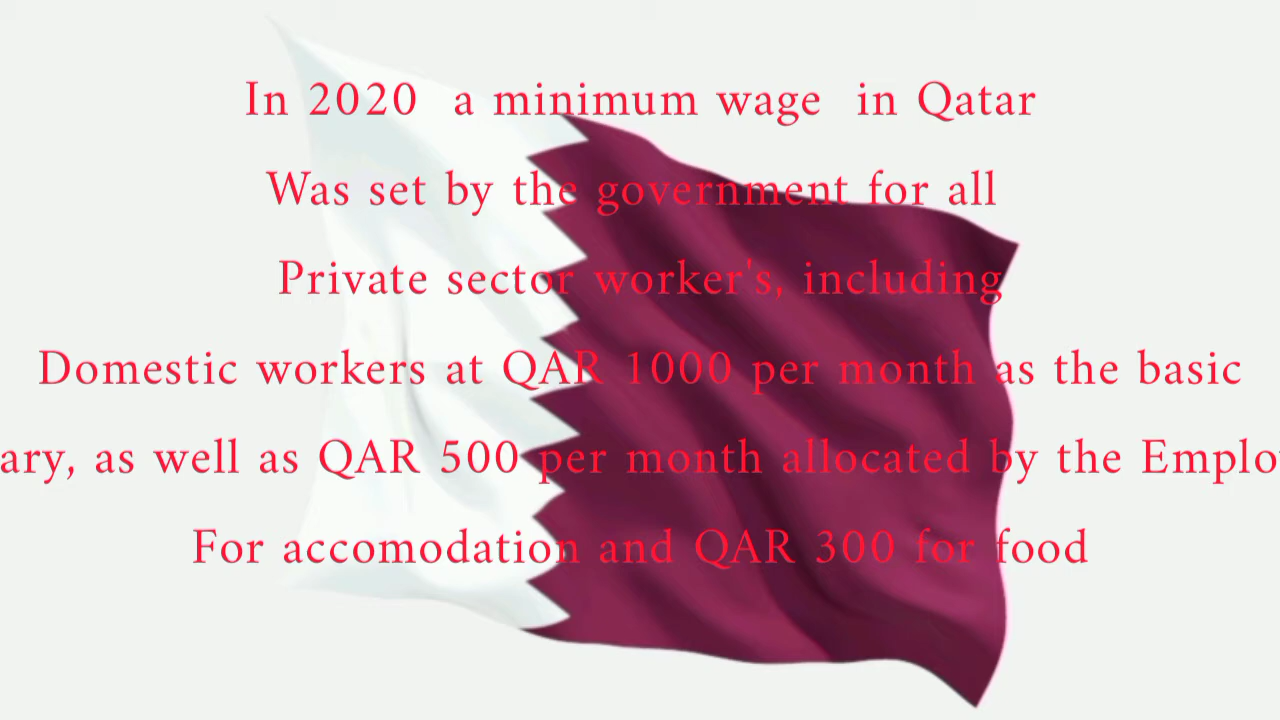 In 2020 a minimum wage in Qatar
Was set by the government for all
Private sector worker's, including
Domestic workers at QAR 1000 per month as the basic
ary, as well as QAR 500 per month allocated by the Emplo
For accomodation and QAR 300 for food